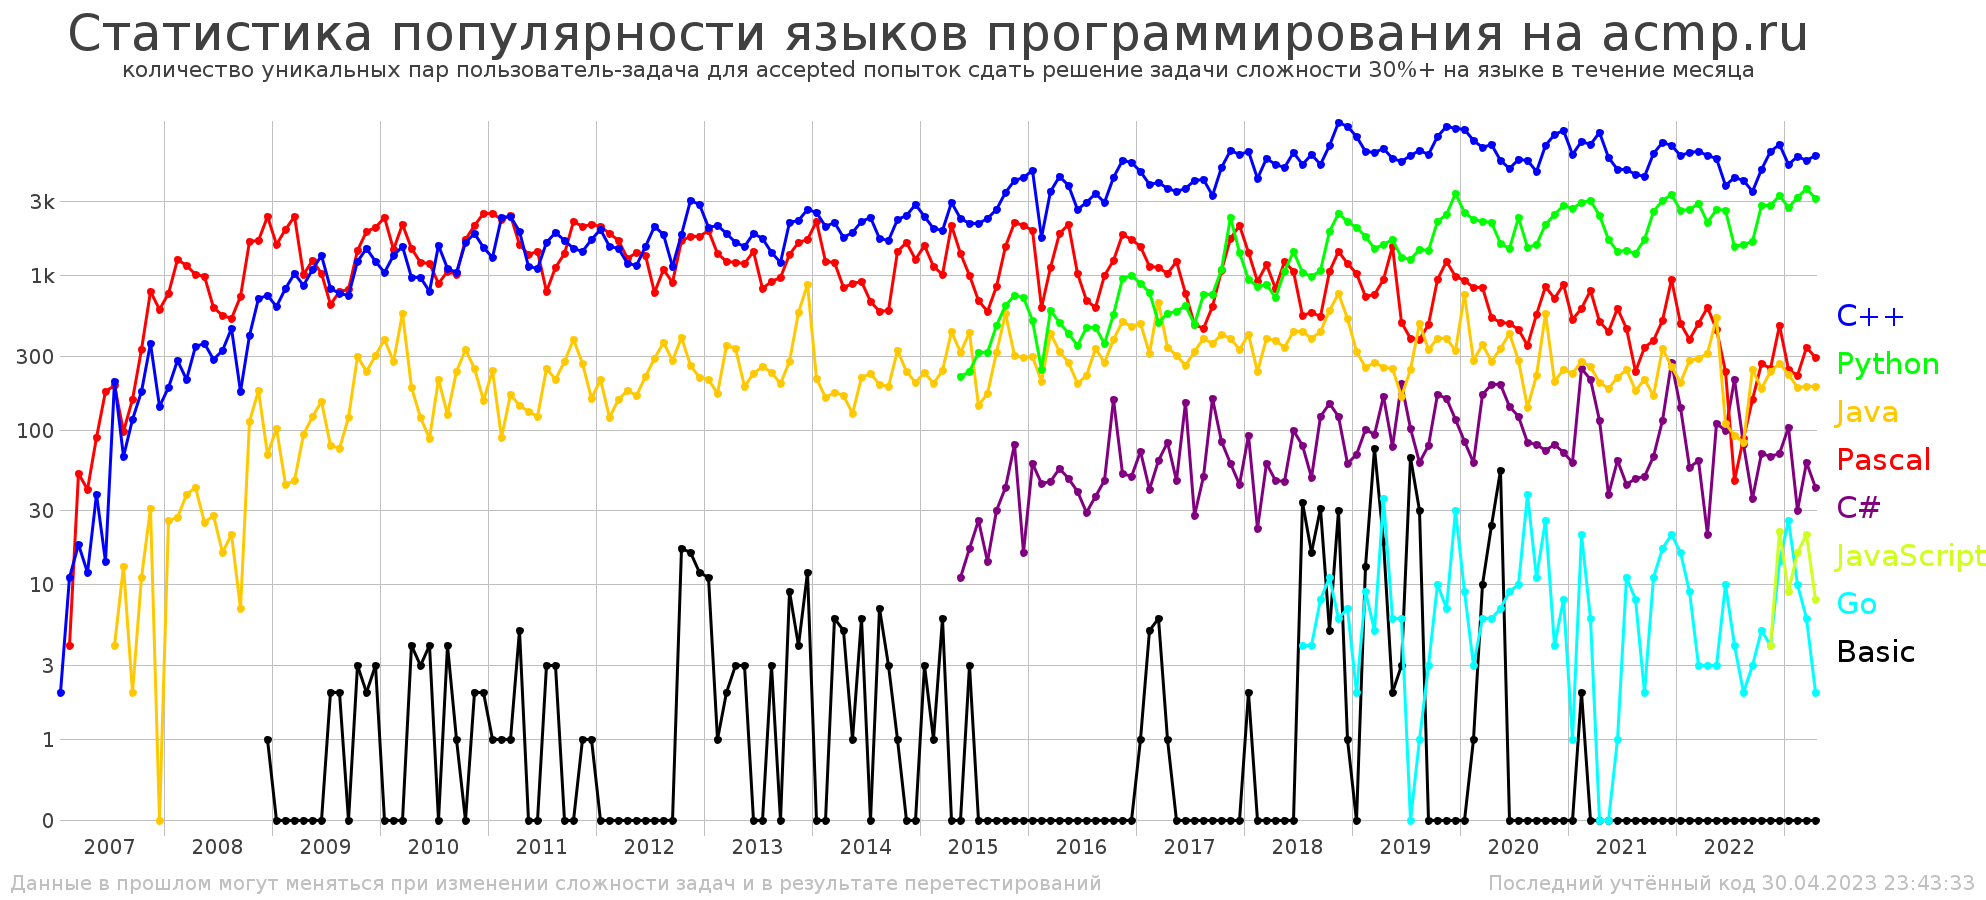 Статистика популярности языков программирования на acmp.ru
количество уникальных пар пользователь-задача для accepted попыток сдать решение задачи сложности 30%+ на языке в течение месяца
3k
1k
300
100
30
10
3
1
0
C++
Python
Java
Pascal
C#
JavaScript
Go
Basic
2007 2008 2009 2010 2011 2012 2013 2014 2015 2016 2017 2018 2019 2020 2021 2022
Данные в прошлом могут меняться при изменении сложности задач и в результате перетестирований
Последний учтённый код 30.04.2023 23:43:33